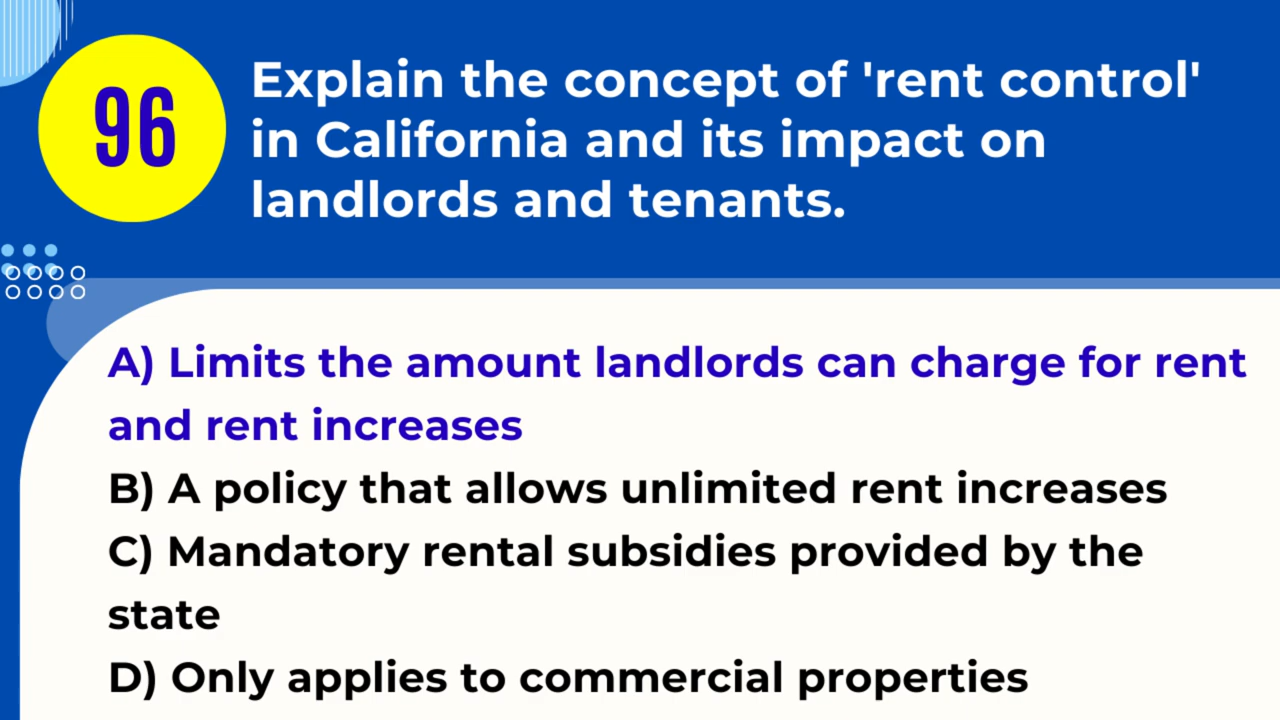 96
Explain the concept of 'rent control'
in California and its impact on
landlords and tenants.
A) Limits the amount landlords can charge for rent
and rent increases
B) A policy that allows unlimited rent increases
C) Mandatory rental subsidies provided by the
state
D) Only applies to commercial properties